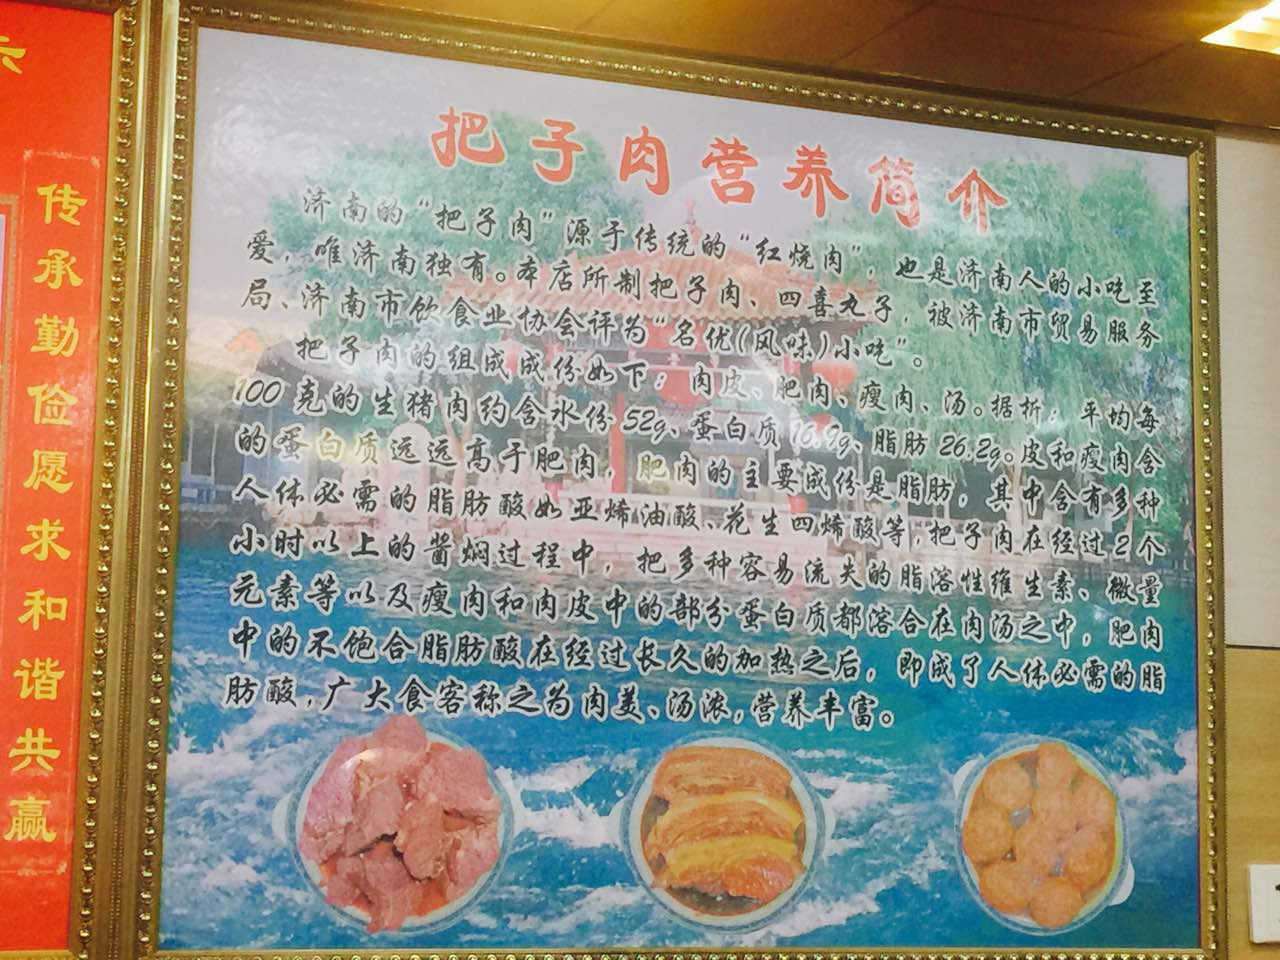 把子肉营养简介
济南的“把子肉”源于传统的“红烧肉”，也是济南人的小吃至
爱，唯济南独有。本店所制把子肉、四喜丸子，被济南市贸易服务
局、济南市饮食业协会评为“名优(风味)小吃”。
把子肉的组成成份如下：肉皮、肥肉、瘦肉、汤。据析：平均每
100克的生猪肉约含水份52g、蛋白质16.9g、脂肪26.2g。皮和瘦肉含
的蛋白质远远高于肥肉，肥肉的主要成份是脂肪，其中含有多种
人体必需的脂肪酸如亚烯油酸、花生四烯酸等，把子肉在经过2个
小时以上的酱焖过程中，把多种容易流失的脂溶性维生素、微量
元素等以及瘦肉和肉皮中的部分蛋白质都溶合在肉汤之中，肥肉
中的不饱合脂肪酸在经过长久的加热之后，即成了人体必需的脂
肪酸，广大食客称之为肉美、汤浓，营养丰富。
传承勤俭愿求和谐共赢